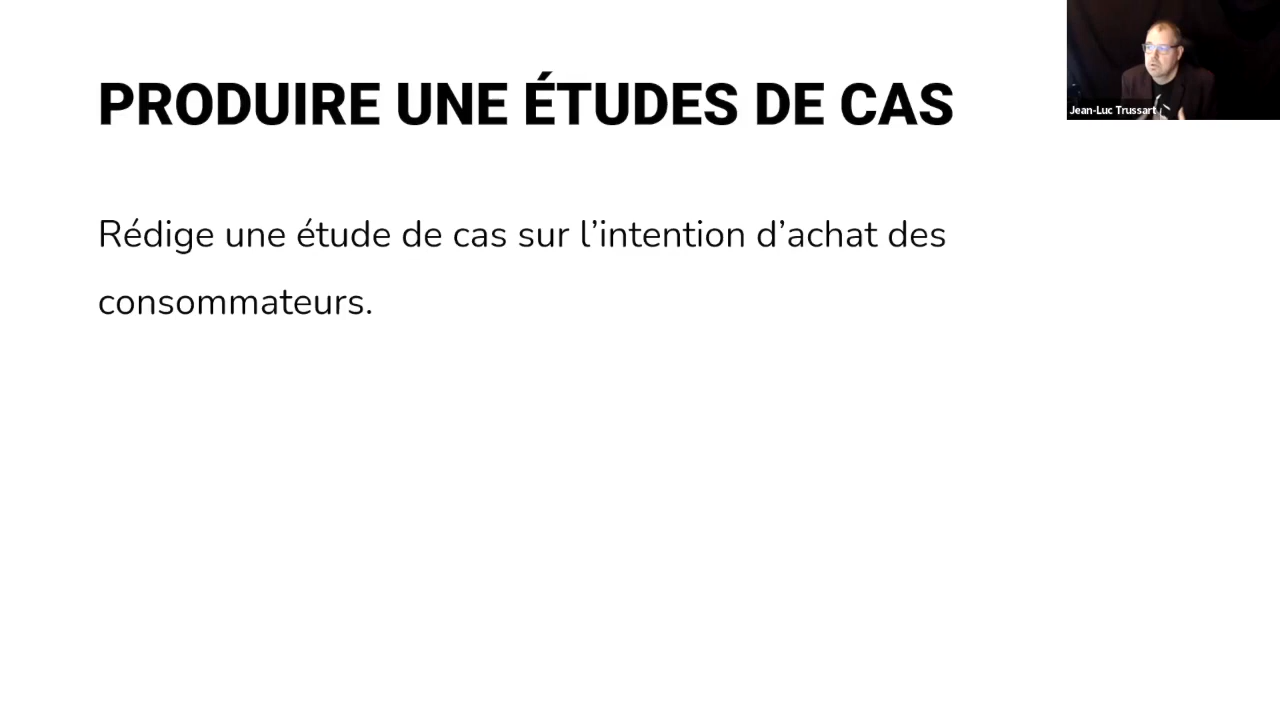 PRODUIRE UNE ÉTUDES DE CAS
Jean-Luc Trussart
Rédige une étude de cas sur l’intention d’achat des
consommateurs.